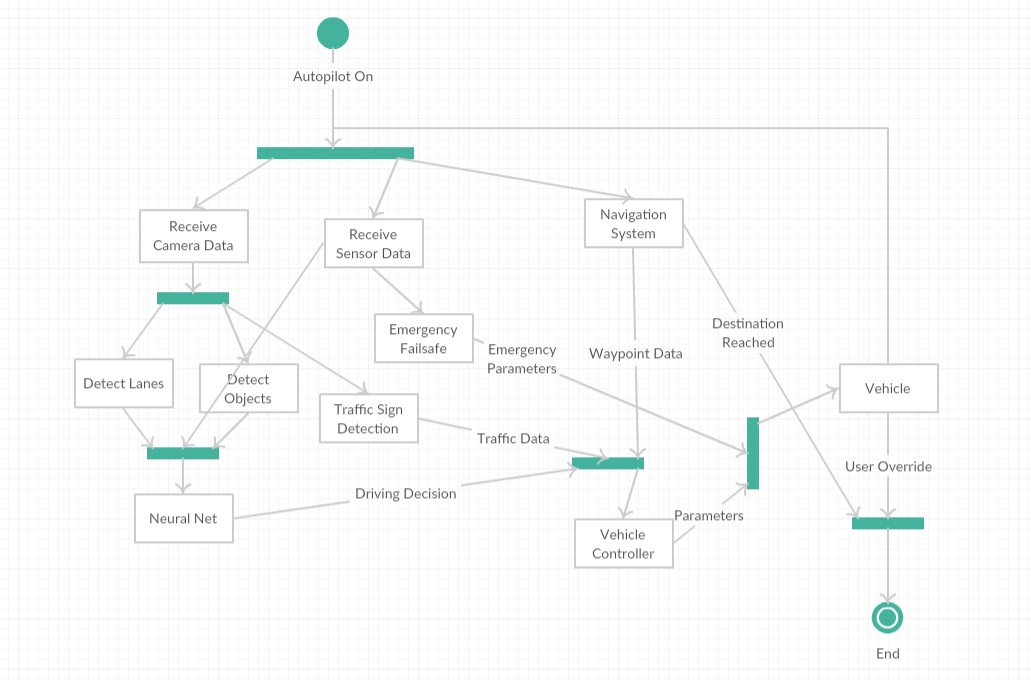 Autopilot On
Receive
Camera Data
Receive
Sensor Data
Navigation
System
Emergency
Failsafe
Emergency
Parameters
Waypoint Data
Destination
Reached
Detect Lanes
Detect
Objects
Traffic Sign
Detection
Vehicle
Traffic Data
User Override
Driving Decision
Neural Net
Vehicle
Controller
Parameters
End